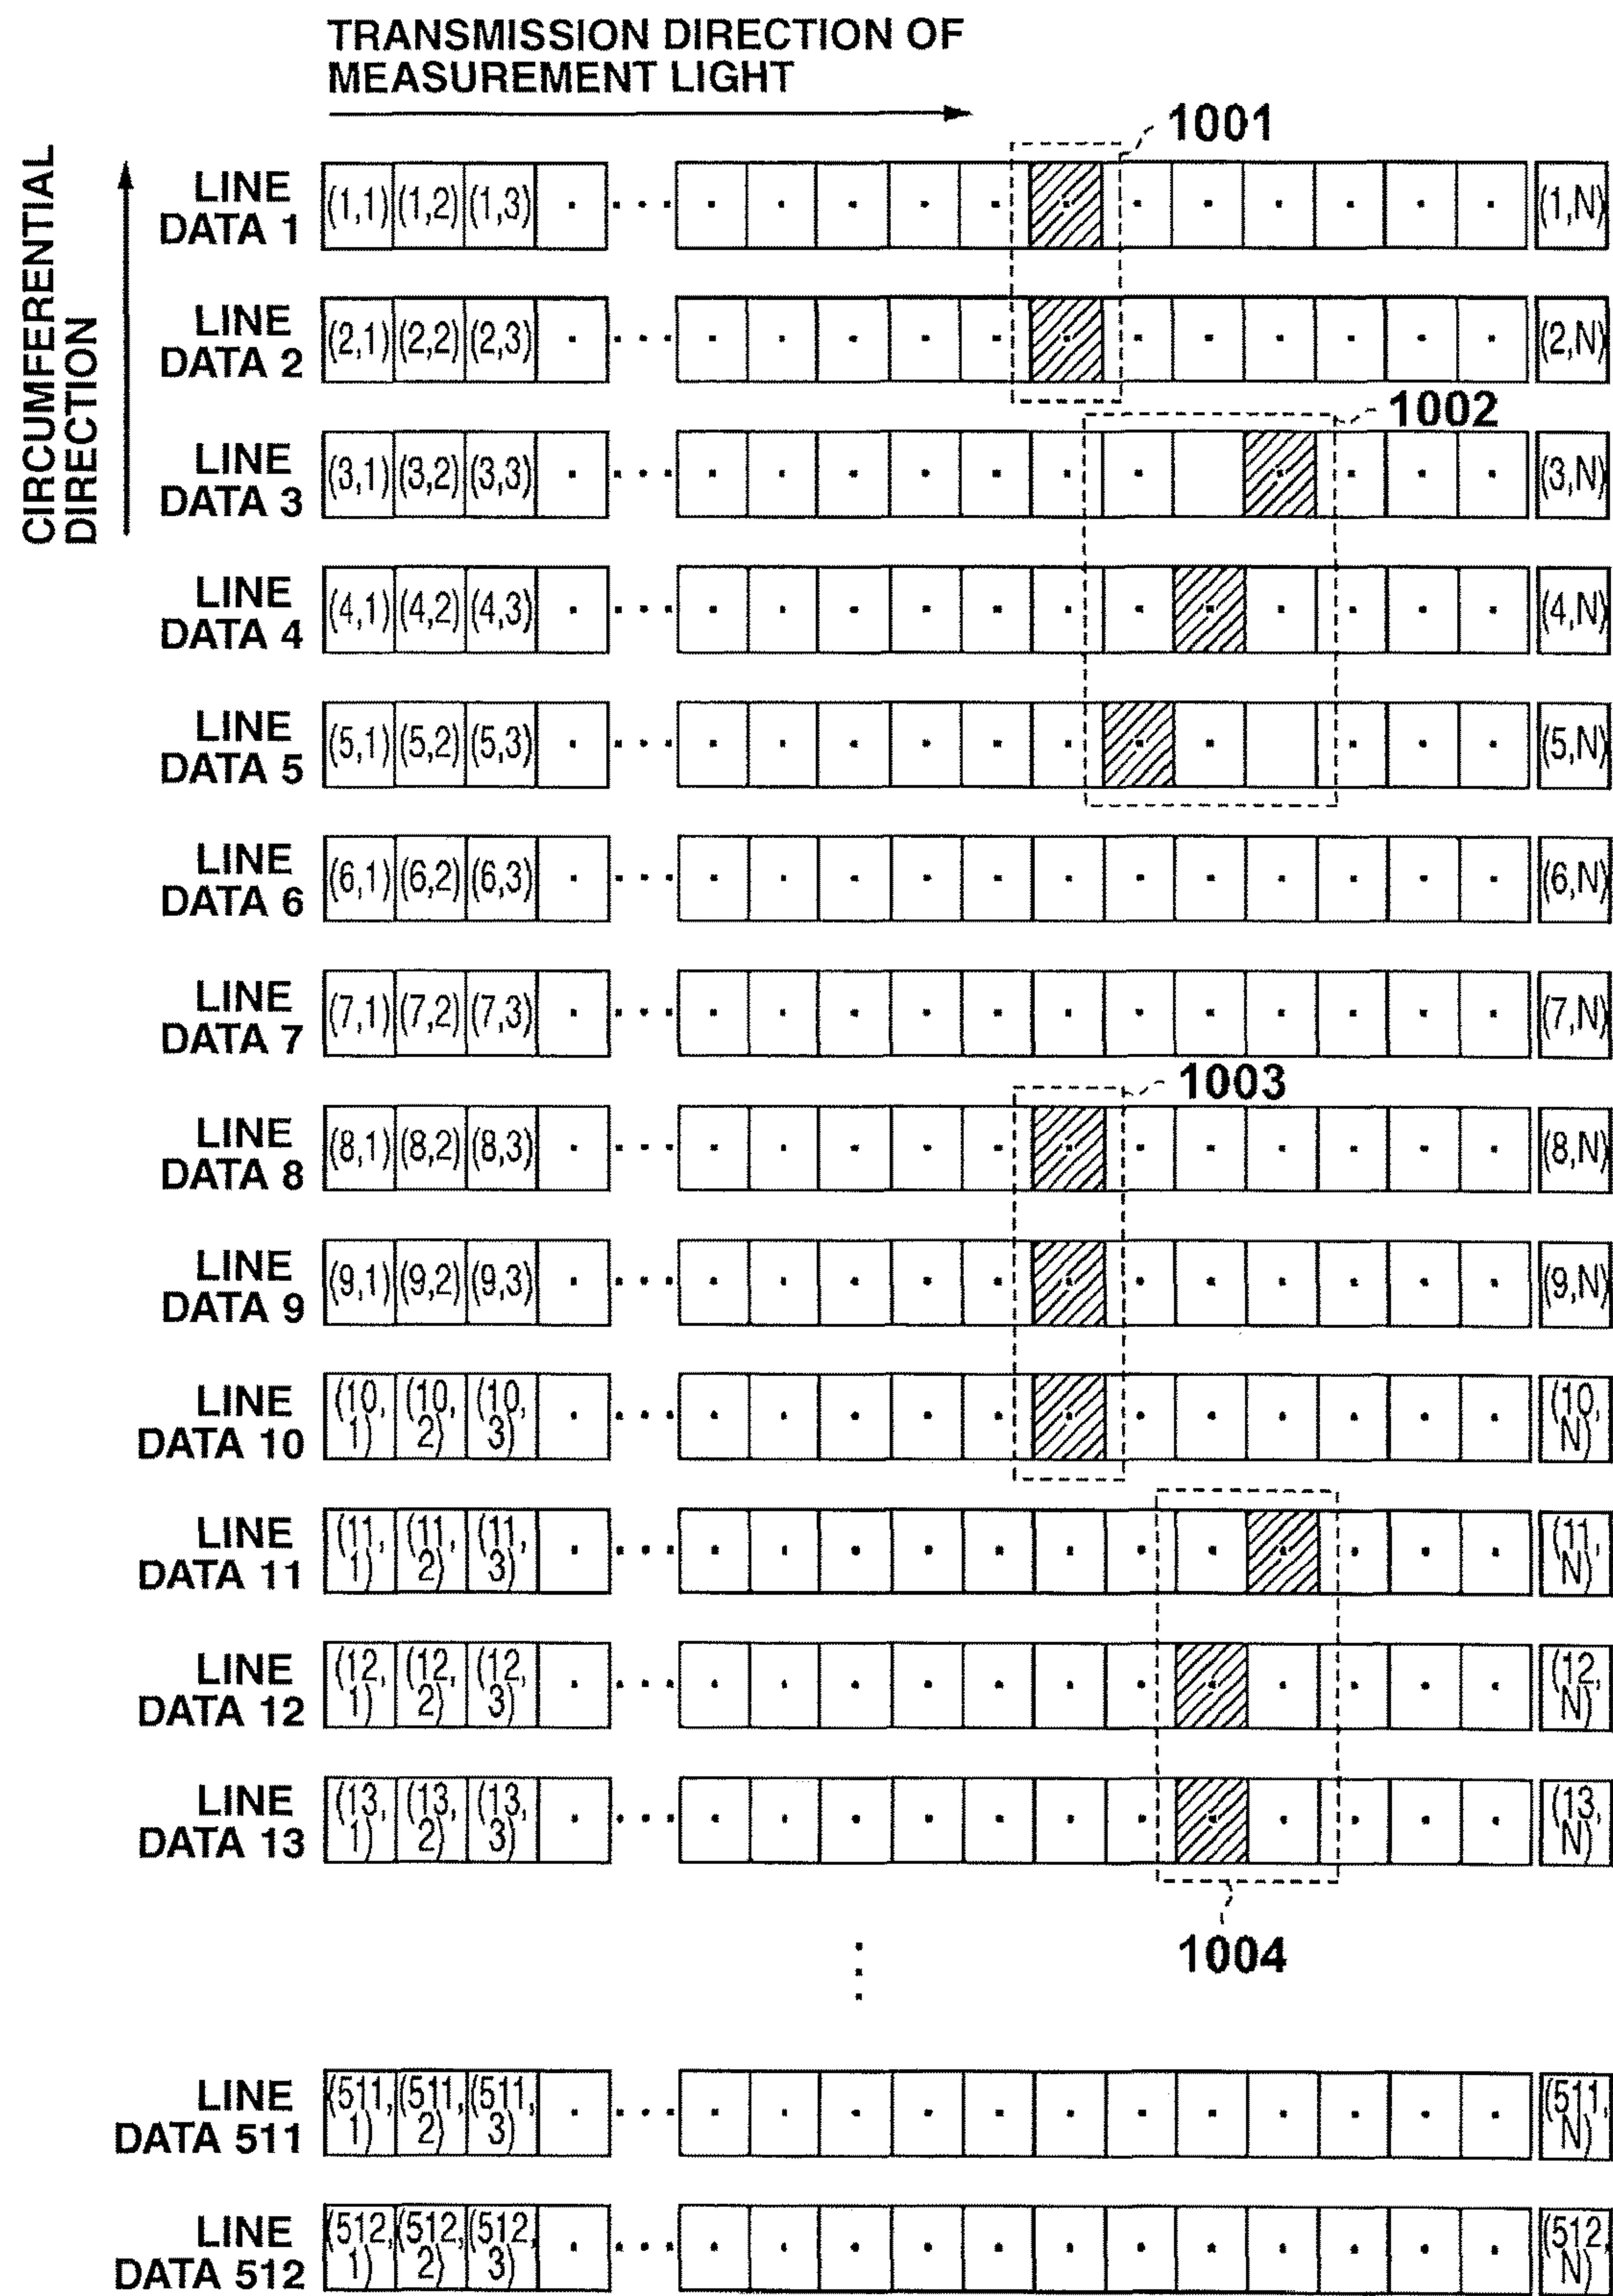 TRANSMISSION DIRECTION OF
MEASUREMENT LIGHT
CIRCUMFERENTIAL
DIRECTION
1001
LINE
DATA 1
(1,1) (1,2) (1,3) (1,N)
LINE
DATA 2
(2,1) (2,2) (2,3) (2,N)
1002
LINE
DATA 3
(3,1) (3,2) (3,3) (3,N)
LINE
DATA 4
(4,1) (4,2) (4,3) (4,N)
LINE
DATA 5
(5,1) (5,2) (5,3) (5,N)
LINE
DATA 6
(6,1) (6,2) (6,3) (6,N)
LINE
DATA 7
(7,1) (7,2) (7,3) (7,N)
1003
LINE
DATA 8
(8,1) (8,2) (8,3) (8,N)
LINE
DATA 9
(9,1) (9,2) (9,3) (9,N)
LINE
DATA 10
(10, (10, (10, (10,
1) 2) 3) N)
LINE
DATA 11
(11, (11, (11, (11,
1) 2) 3) N)
LINE
DATA 12
(12, (12, (12, (12,
1) 2) 3) N)
LINE
DATA 13
(13, (13, (13, (13,
1) 2) 3) N)
1004
LINE
DATA 511
(511, (511, (511, (511,
1) 2) 3) N)
LINE
DATA 512
(512, (512, (512, (512,
1) 2) 3) N)